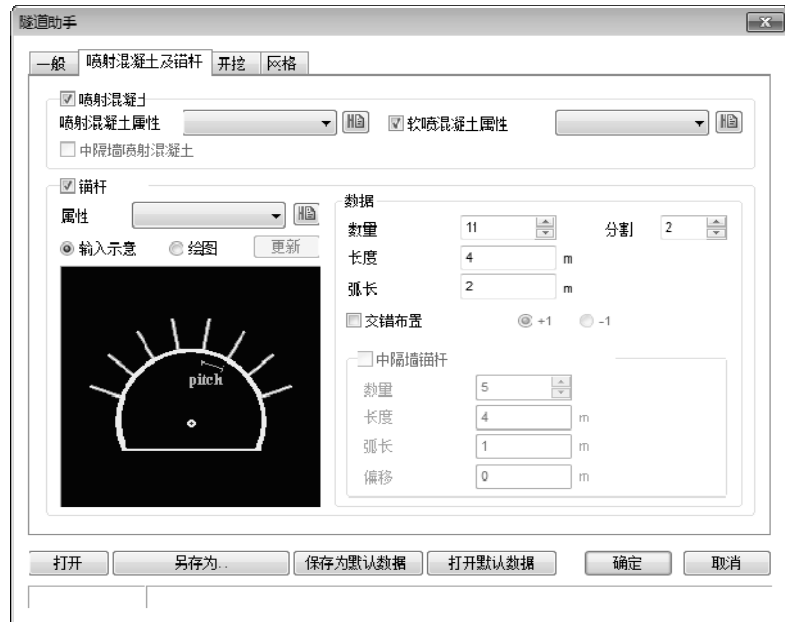 隧道助手
一般 喷射混凝土及锚杆 开挖 网格
喷射混凝土
喷射混凝土属性 软喷混凝土属性
中隔墙喷射混凝土
锚杆
属性
输入示意 绘图 更新
pitch
数据
数量 11 分割 2
长度 4 m
弧长 2 m
交错布置 +1 -1
中隔墙锚杆
数量 5
长度 4 m
弧长 1 m
偏移 0 m
打开 另存为.. 保存为默认数据 打开默认数据 确定 取消